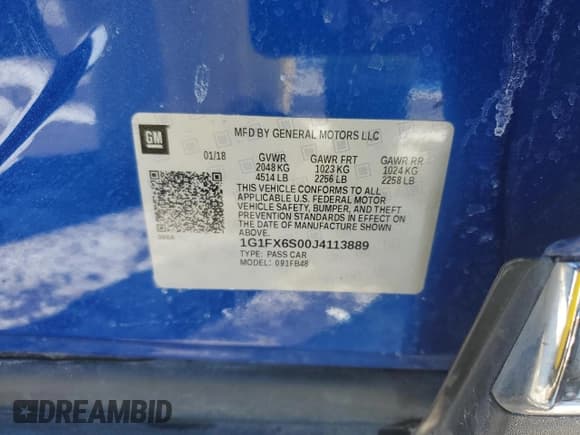 GM
MFD BY GENERAL MOTORS LLC
01/18 GVWR GAWR FRT GAWR RR
2048 KG 1023 KG 1024 KG
4514 LB 2256 LB 2258 LB
THIS VEHICLE CONFORMS TO ALL
APPLICABLE U.S. FEDERAL MOTOR
VEHICLE SAFETY, BUMPER, AND THEFT
PREVENTION STANDARDS IN EFFECT ON
THE DATE OF MANUFACTURE SHOWN
ABOVE.
1G1FX6S00J4113889
TYPE: PASS CAR
MODEL: 091FB48
DREAMBID